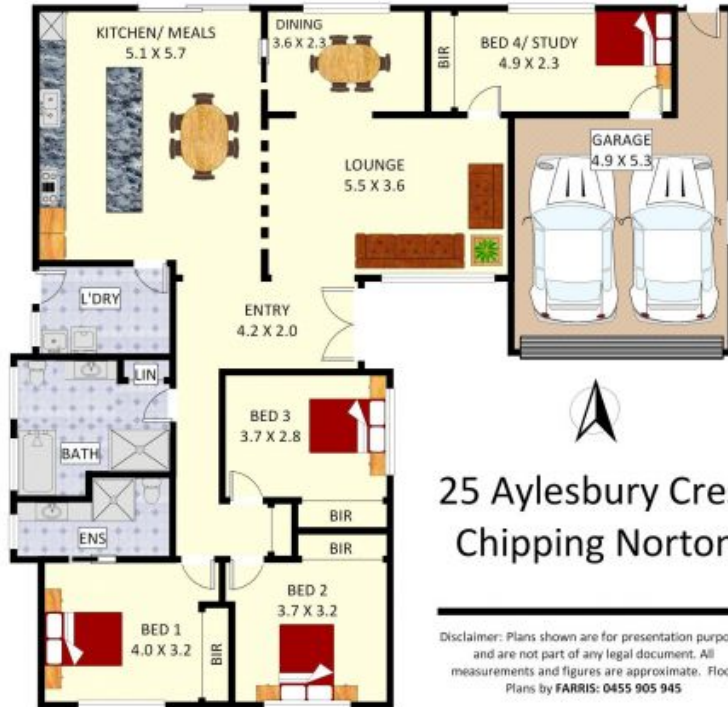 KITCHEN/ MEALS
5.1 X 5.7
DINING
3.6 X 2.3
BIR
BED 4/ STUDY
4.9 X 2.3
GARAGE
4.9 X 5.3
LOUNGE
5.5 X 3.6
L'DRY
ENTRY
4.2 X 2.0
LIN
BATH
BED 3
3.7 X 2.8
BIR
BIR
ENS
BED 1
4.0 X 3.2
BIR
BED 2
3.7 X 3.2
25 Aylesbury Cre
Chipping Norton
Disclaimer: Plans shown are for presentation purpo
and are not part of any legal document. All
measurements and figures are approximate. Floo
Plans by FARRIS: 0455 905 945